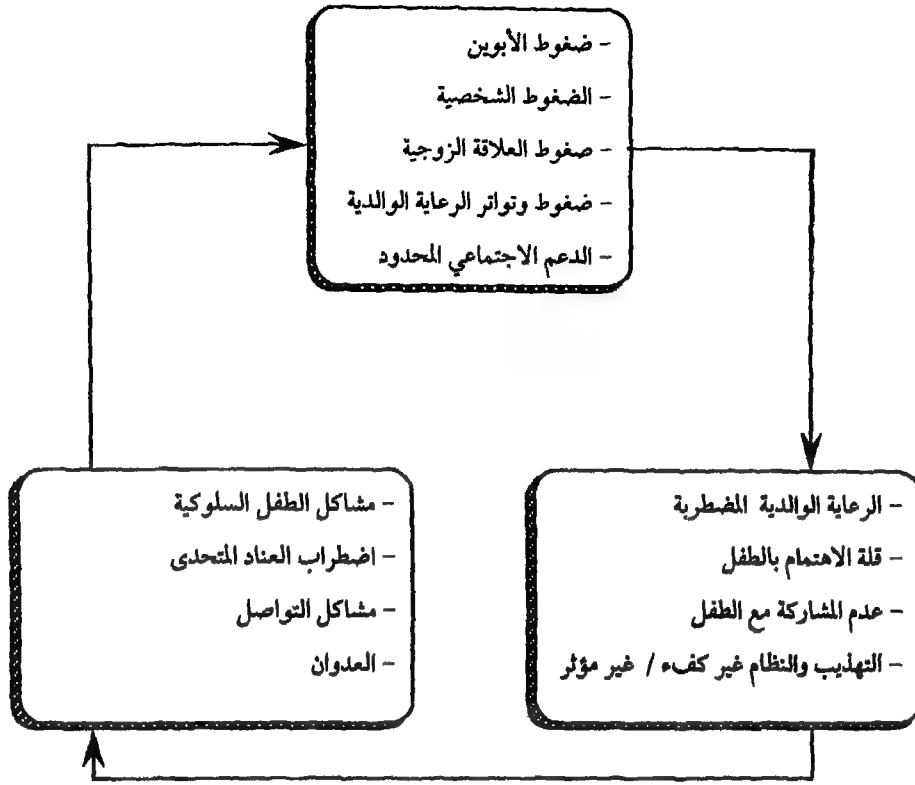 - ضغوط الأبوين
- الضغوط الشخصية
- صغوط العلاقة الزوجية
- ضغوط وتواتر الرعاية الوالدية
- الدعم الاجتماعي المحدود
- الرعاية الوالدية المضطربة
- قلة الاهتمام بالطفل
- عدم المشاركة مع الطفل
- التهذيب والنظام غير كفء / غير مؤثر
- مشاكل الطفل السلوكية
- اضطراب العناد المتحدى
- مشاكل التواصل
- العدوان